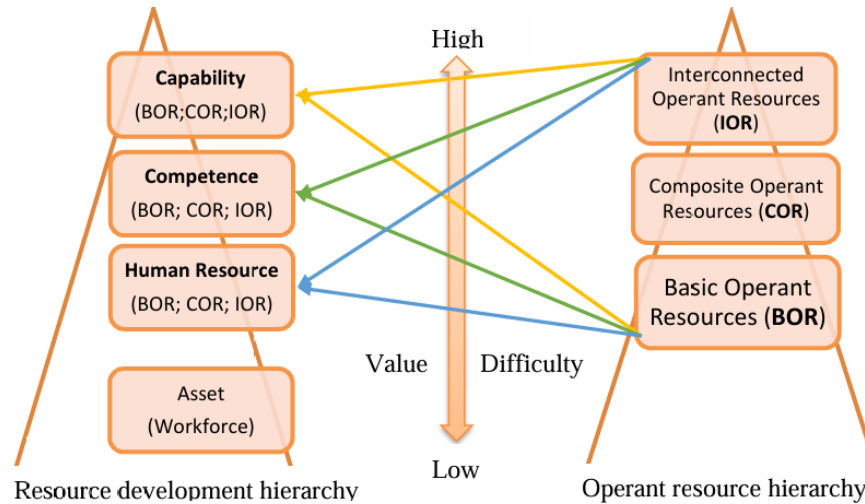 Capability
(BOR;COR;IOR)
Competence
(BOR; COR; IOR)
Human Resource
(BOR; COR; IOR)
Asset
(Workforce)
Resource development hierarchy
High
Value
Difficulty
Low
Interconnected
Operant Resources
(IOR)
Composite Operant
Resources (COR)
Basic Operant
Resources (BOR)
Operant resource hierarchy